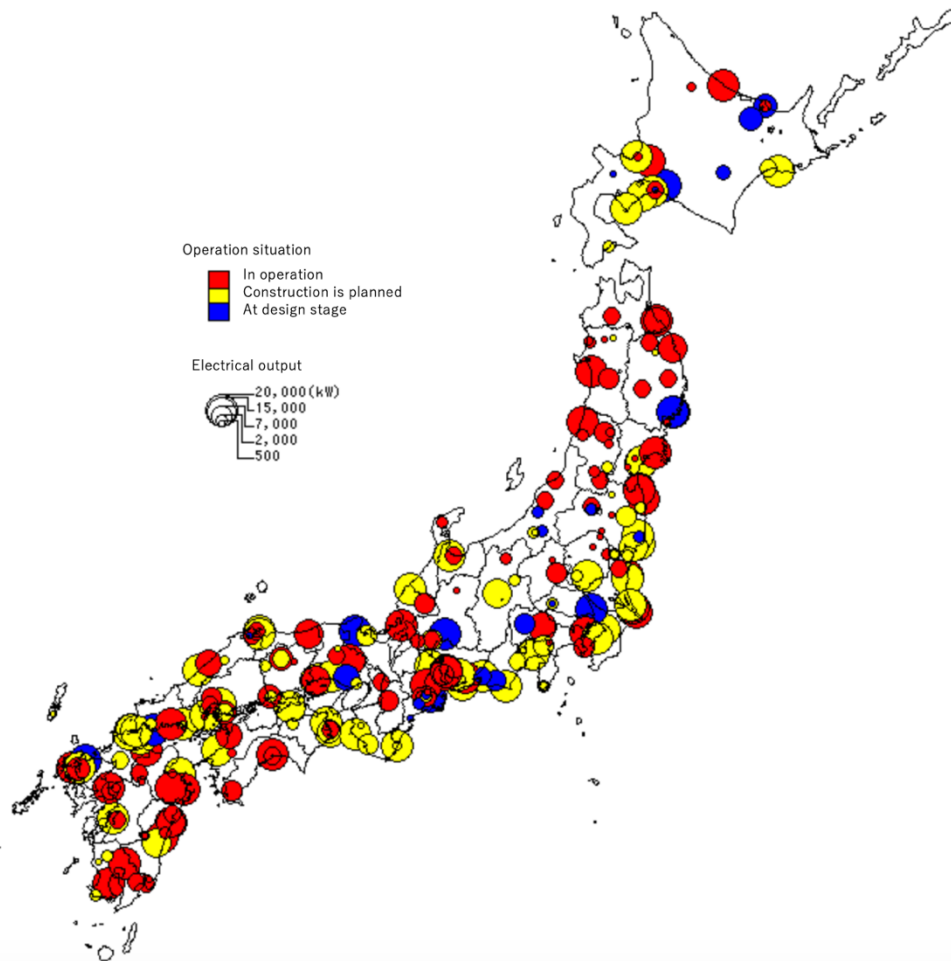 Operation situation
In operation
Construction is planned
At design stage
Electrical output
20,000(kW)
15,000
7,000
2,000
500